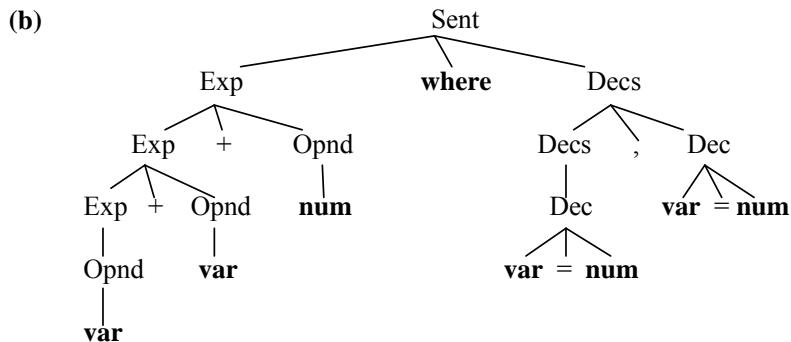 (b) Sent
Exp where Decs
Exp + Opnd Decs , Dec
Exp + Opnd num Dec var = num
Opnd var var = num
var